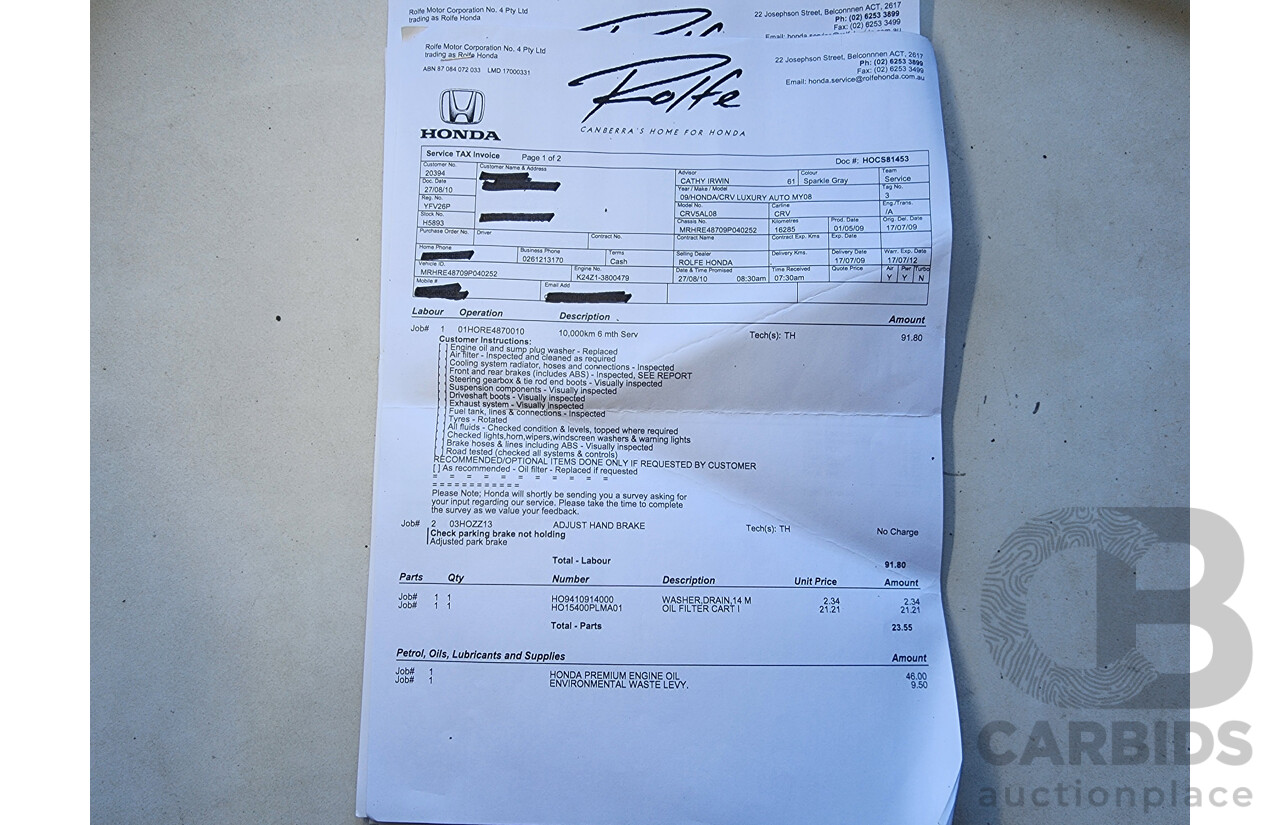 Rolfe Motor Corporation No. 4 Pty Ltd
trading as Rolfe Honda
22 Josephson Street, Belconnnen ACT, 2617
Ph: (02) 6253 3899
Fax: (02) 6253 3499
Rolfe Motor Corporation No. 4 Pty Ltd
trading as Rolfe Honda
ABN 87 084 072 033 LMD 17000331
22 Josephson Street, Belconnnen ACT, 2617
Ph: (02) 6253 3899
Fax: (02) 6253 3499
Email: honda.service@rolfehonda.com.au
Rolfe
CANBERRA'S HOME FOR HONDA
HONDA
Service TAX Invoice Page 1 of 2 Doc #: HOCS81453
Customer No. Customer Name & Address Advisor Colour Team
20394 CATHY IRWIN 61 Sparkle Gray Service
Doc. Date Year / Make / Model Tag No.
27/08/10 09/HONDA/CRV LUXURY AUTO MY08 3
Reg. No. Model No. Carline Eng./Trans.
YFV26P CRV5AL08 CRV /A
Stock No. Chassis No. Kilometres Prod. Date Orig. Del. Date
H5893 MRHRE48709P040252 16285 01/05/09 17/07/09
Purchase Order No. Driver Contract No. Contract Name Contract Exp. Kms Exp. Date
Home Phone Business Phone Terms Selling Dealer Delivery Kms. Delivery Date Warr. Exp. Date
0261213170 Cash ROLFE HONDA 17/07/09 17/07/12
Vehicle ID. Engine No. Date & Time Promised Time Received Quote Price Air Pwr Turbo
MRHRE48709P040252 K24Z1-3800479 27/08/10 08:30am 07:30am Y Y N
Mobile # Email Add
Labour Operation Description Amount
Job# 1 01HORE4870010 10,000km 6 mth Serv Tech(s): TH 91.80
Customer Instructions:
[ ] Engine oil and sump plug washer - Replaced
[ ] Air filter - Inspected and cleaned as required
[ ] Cooling system radiator, hoses and connections - Inspected
[ ] Front and rear brakes (includes ABS) - Inspected, SEE REPORT
[ ] Steering gearbox & tie rod end boots - Visually inspected
[ ] Suspension components - Visually inspected
[ ] Driveshaft boots - Visually inspected
[ ] Exhaust system - Visually inspected
[ ] Fuel tank, lines & connections - Inspected
[ ] Tyres - Rotated
[ ] All fluids - Checked condition & levels, topped where required
[ ] Checked lights,horn,wipers,windscreen washers & warning lights
[ ] Brake hoses & lines including ABS - Visually inspected
[ ] Road tested (checked all systems & controls)
RECOMMENDED/OPTIONAL ITEMS DONE ONLY IF REQUESTED BY CUSTOMER
[ ] As recommended - Oil filter - Replaced if requested
= = = = = = = = = = =
= = = = = = = = = = = =
Please Note; Honda will shortly be sending you a survey asking for
your input regarding our service. Please take the time to complete
the survey as we value your feedback.
Job# 2 03HOZZ13 ADJUST HAND BRAKE Tech(s): TH No Charge
Check parking brake not holding
Adjusted park brake
Total - Labour 91.80
Parts Qty Number Description Unit Price Amount
Job# 1 1 HO9410914000 WASHER,DRAIN,14 M 2.34 2.34
Job# 1 1 HO15400PLMA01 OIL FILTER CART I 21.21 21.21
Total - Parts 23.55
Petrol, Oils, Lubricants and Supplies Amount
Job# 1 HONDA PREMIUM ENGINE OIL 46.00
Job# 1 ENVIRONMENTAL WASTE LEVY. 9.50
CB
CARBIDS
auctionplace